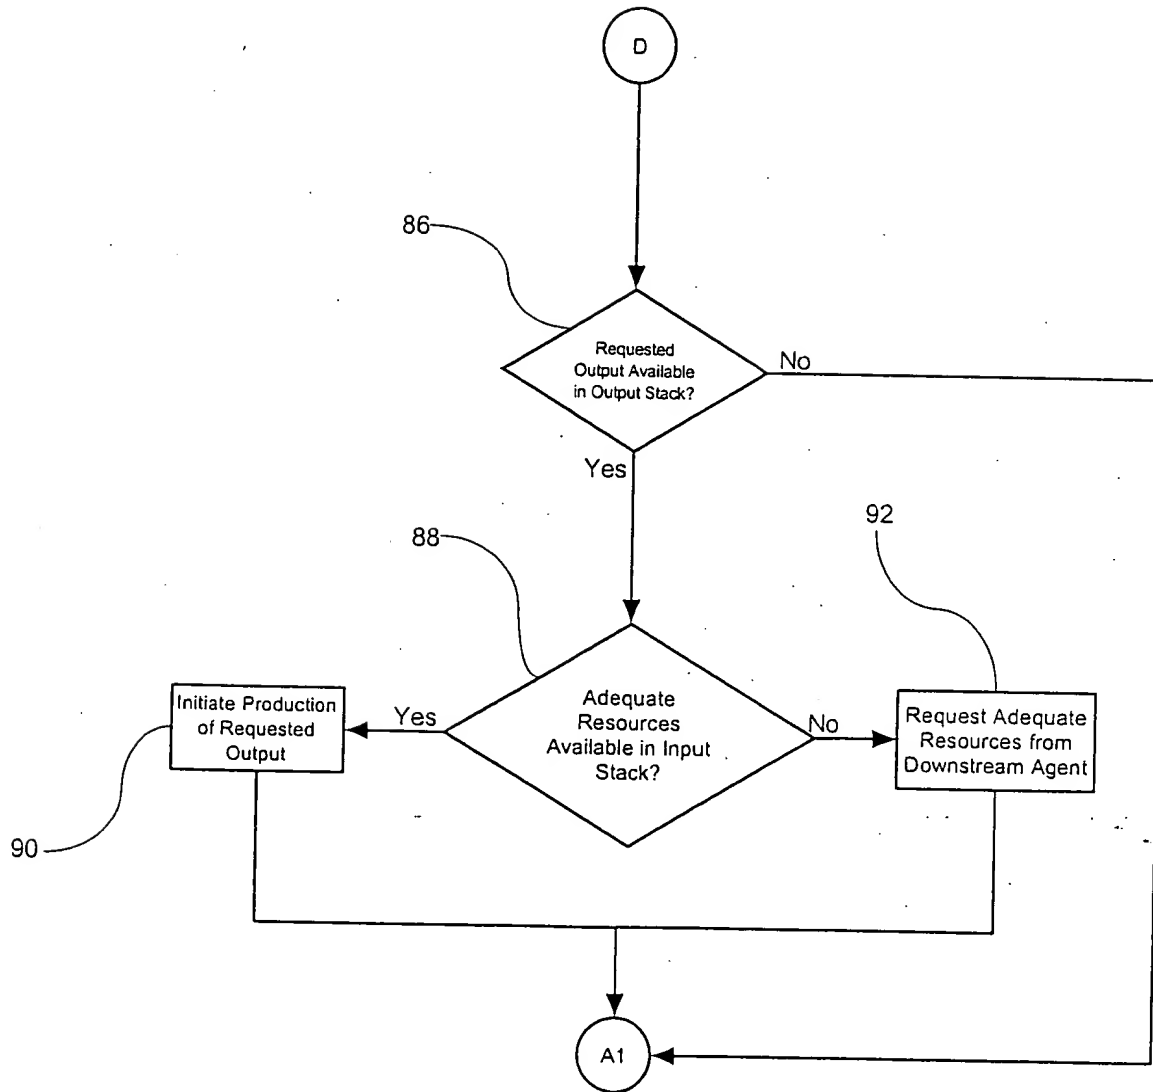 D
86
Requested
Output Available
in Output Stack?
No
Yes
88
92
Initiate Production
of Requested
Output
Yes
Adequate
Resources
Available in Input
Stack?
No
Request Adequate
Resources from
Downstream Agent
90
A1